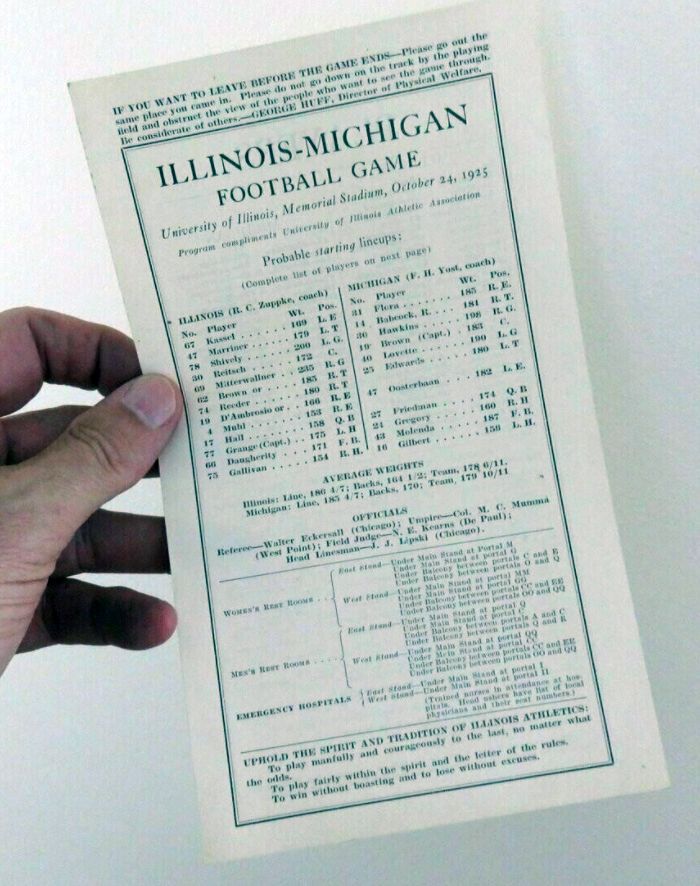 IF YOU WANT TO LEAVE BEFORE THE GAME ENDS—Please go out the
same place you came in. Please do not go down on the track by the playing
field and obstruct the view of the people who want to see the game through.
Be considerate of others.—GEORGE HUFF, Director of Physical Welfare.
ILLINOIS-MICHIGAN
FOOTBALL GAME
University of Illinois, Memorial Stadium, October 24, 1925
Program compliments University of Illinois Athletic Association
Probable starting lineups:
(Complete list of players on next page)
ILLINOIS (R. C. Zuppke, coach)
No. Player Wt. Pos.
67 Kassel 169 L. E
47 Marriner 179 L. T
78 Shively 200 L. G.
30 Reitsch 172 C.
69 Mitterwallner 235 R. G
62 Brown or 185 R. T
74 Reeder 180 R. T
19 D'Ambrosio or 166 R. E
4 Muhl 153 R. E
17 Hall 158 Q. B
77 Grange (Capt.) 175 L. H
66 Daugherity 171 F. B.
75 Gallivan 154 R. H.
MICHIGAN (F. H. Yost, coach)
No. Player Wt. Pos.
31 Flora 185 R. E.
14 Babcock, R. 181 R. T.
36 Hawkins 198 R. G.
19 Brown (Capt.) 183 C.
40 Lovette 190 L. G
25 Edwards 180 L. T
47 Oosterbaan 182 L. E.
27 Friedman 174 Q. B
24 Gregory 160 R. H
43 Molenda 187 F. B.
16 Gilbert 158 L. H.
AVERAGE WEIGHTS
Illinois: Line, 186 4/7; Backs, 164 1/2; Team, 178 6/11.
Michigan: Line, 185 4/7; Backs, 170; Team, 179 10/11
OFFICIALS
Referee—Walter Eckersall (Chicago); Umpire—Col. M. C. Mumma
(West Point); Field Judge—N. E. Kearns (De Paul);
Head Linesman—J. J. Lipski (Chicago).
WOMEN'S REST ROOMS
East Stand—Under Main Stand at Portal M
Under Main Stand at portal G
Under Balcony between portals C and E
Under Balcony between portals O and Q
West Stand—Under Main Stand at portal MM
Under Main Stand at portal GG
Under Balcony between portals CC and EE
Under Balcony between portals OO and QQ
MEN'S REST ROOMS
East Stand—Under Main Stand at portal Q
Under Main Stand at portal C
Under Balcony between portals A and C
Under Balcony between portals Q and R
West Stand—Under Main Stand at portal QQ
Under Main Stand at portal CC
Under Balcony between portals CC and EE
Under Balcony between portals OO and QQ
EMERGENCY HOSPITALS
East Stand—Under Main Stand at portal I
West Stand—Under Main Stand at portal II
(Trained nurses in attendance at hos-
pitals. Head ushers have list of local
physicians and their seat numbers.)
UPHOLD THE SPIRIT AND TRADITION OF ILLINOIS ATHLETICS:
To play manfully and courageously to the last, no matter what
the odds.
To play fairly within the spirit and the letter of the rules.
To win without boasting and to lose without excuses.